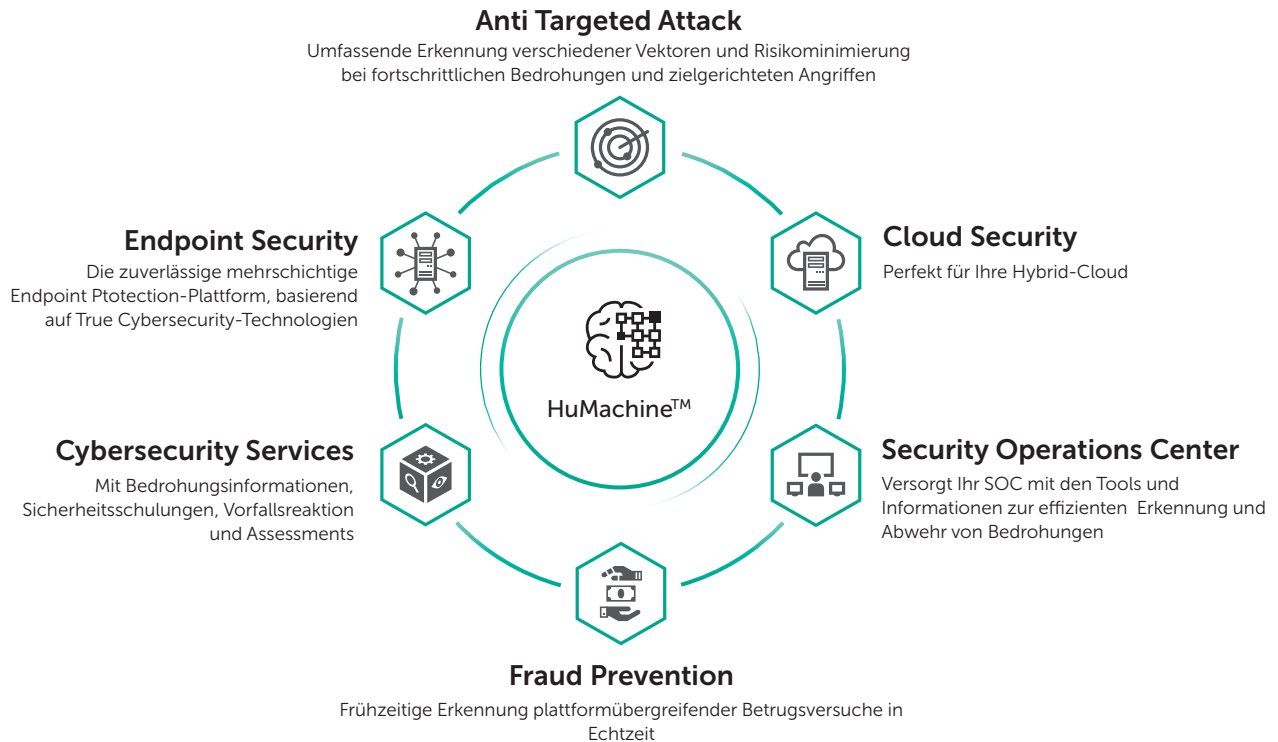 Anti Targeted Attack
Umfassende Erkennung verschiedener Vektoren und Risikominimierung
bei fortschrittlichen Bedrohungen und zielgerichteten Angriffen
Endpoint Security
Die zuverlässige mehrschichtige
Endpoint Ptotection-Plattform, basierend
auf True Cybersecurity-Technologien
Cloud Security
Perfekt für Ihre Hybrid-Cloud
HuMachine™
Cybersecurity Services
Mit Bedrohungsinformationen,
Sicherheitsschulungen, Vorfallsreaktion
und Assessments
Security Operations Center
Versorgt Ihr SOC mit den Tools und
Informationen zur effizienten Erkennung und
Abwehr von Bedrohungen
Fraud Prevention
Frühzeitige Erkennung plattformübergreifender Betrugsversuche in
Echtzeit